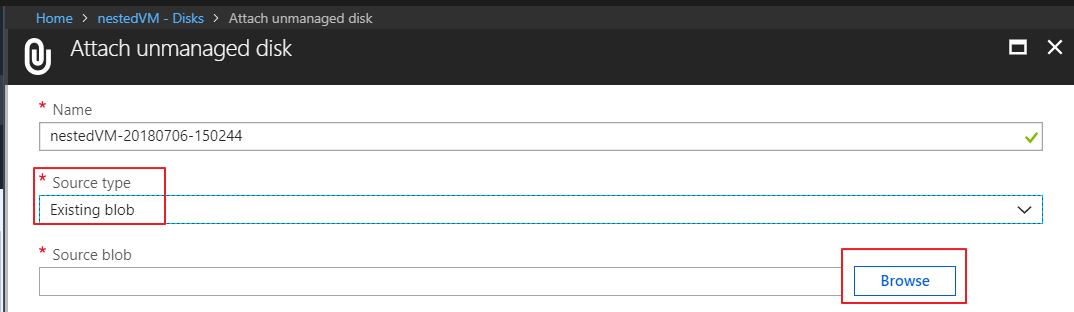 Home > nestedVM - Disks > Attach unmanaged disk
Attach unmanaged disk
* Name
nestedVM-20180706-150244
* Source type
Existing blob
* Source blob
Browse